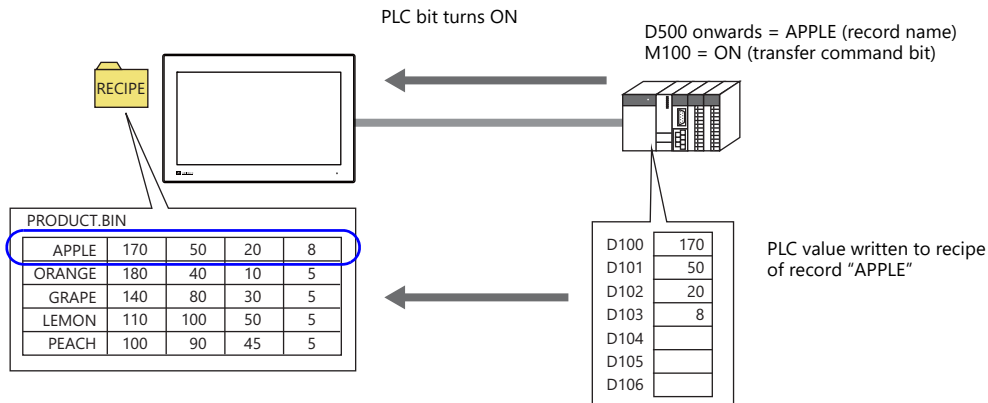 PLC bit turns ON
D500 onwards = APPLE (record name)
M100 = ON (transfer command bit)
RECIPE
PRODUCT.BIN
APPLE 170 50 20 8
ORANGE 180 40 10 5
GRAPE 140 80 30 5
LEMON 110 100 50 5
PEACH 100 90 45 5
D100 170
D101 50
D102 20
D103 8
D104
D105
D106
PLC value written to recipe
of record “APPLE”